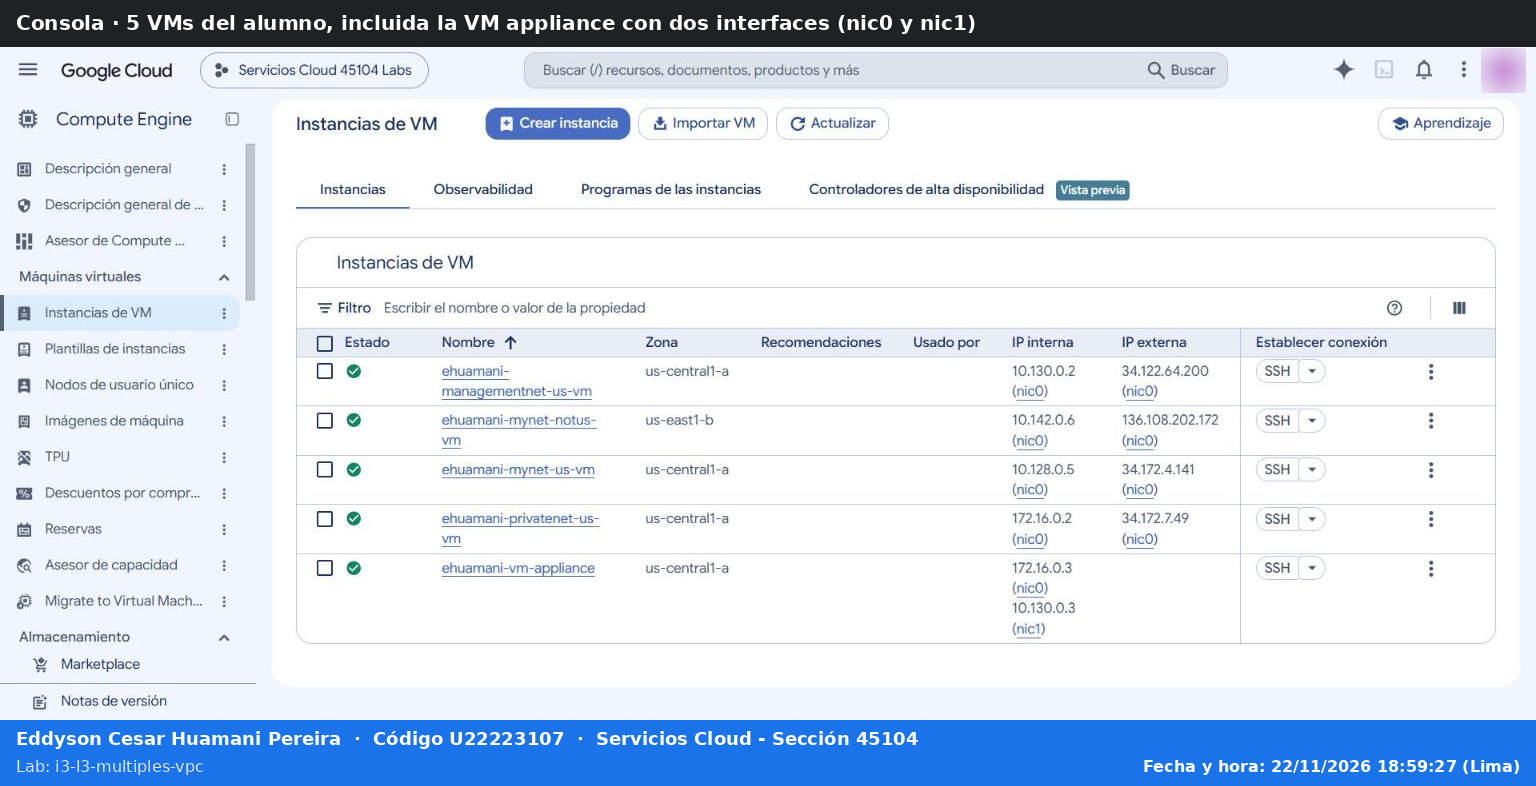 Consola · 5 VMs del alumno, incluida la VM appliance con dos interfaces (nic0 y nic1)
Google Cloud
Servicios Cloud 45104 Labs
Buscar (/) recursos, documentos, productos y más
Buscar
Compute Engine
Instancias de VM
Crear instancia
Importar VM
Actualizar
Aprendizaje
Descripción general
Descripción general de ...
Asesor de Compute ...
Máquinas virtuales
Instancias de VM
Plantillas de instancias
Nodos de usuario único
Imágenes de máquina
TPU
Descuentos por compr...
Reservas
Asesor de capacidad
Migrate to Virtual Mach...
Almacenamiento
Marketplace
Notas de versión
Instancias
Observabilidad
Programas de las instancias
Controladores de alta disponibilidad
Vista previa
Instancias de VM
Filtro Escribir el nombre o valor de la propiedad
Estado Nombre Zona Recomendaciones Usado por IP interna IP externa Establecer conexión
ehuamani- us-central1-a 10.130.0.2 34.122.64.200 SSH
managementnet-us-vm (nic0) (nic0)
ehuamani-mynet-notus- us-east1-b 10.142.0.6 136.108.202.172 SSH
vm (nic0) (nic0)
ehuamani-mynet-us-vm us-central1-a 10.128.0.5 34.172.4.141 SSH
(nic0) (nic0)
ehuamani-privatenet-us- us-central1-a 172.16.0.2 34.172.7.49 SSH
vm (nic0) (nic0)
ehuamani-vm-appliance us-central1-a 172.16.0.3 SSH
(nic0)
10.130.0.3
(nic1)
Eddyson Cesar Huamani Pereira · Código U22223107 · Servicios Cloud - Sección 45104
Lab: i3-l3-multiples-vpc
Fecha y hora: 22/11/2026 18:59:27 (Lima)